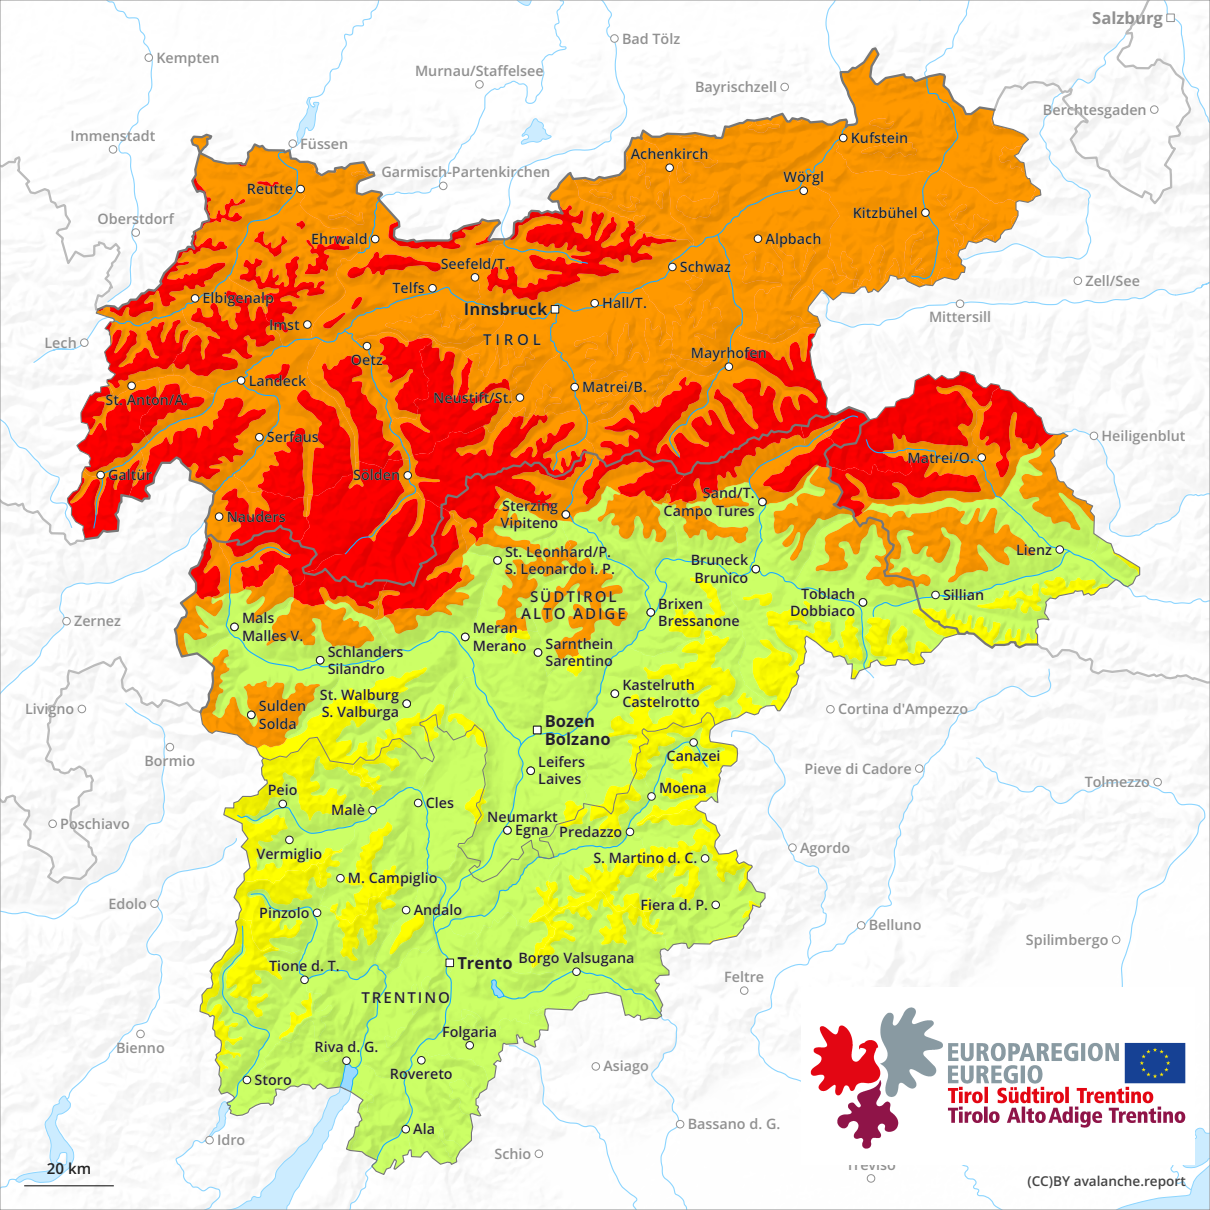 Salzburg
Bad Tölz
Kempten
Murnau/Staffelsee
Bayrischzell
Berchtesgaden
Immenstadt
Füssen
Kufstein
Achenkirch
Garmisch-Partenkirchen
Wörgl
Reutte
Oberstdorf
Kitzbühel
Ehrwald
Alpbach
Seefeld/T.
Schwaz
Telfs
Zell/See
Elbigenalp
Innsbruck
Hall/T.
Mittersill
Imst
Lech
TIROL
Oetz
Mayrhofen
Landeck
Matrei/B.
St. Anton/A.
Neustift/St.
Serfaus
Heiligenblut
Matrei/O.
Galtür
Sölden
Sand/T.
Campo Tures
Sterzing
Vipiteno
Nauders
St. Leonhard/P.
S. Leonardo i. P.
Lienz
Bruneck
Brunico
SÜDTIROL
ALTO ADIGE
Toblach
Dobbiaco
Sillian
Brixen
Bressanone
Zernez
Mals
Malles V.
Meran
Merano
Sarnthein
Sarentino
Schlanders
Silandro
Kastelruth
Castelrotto
St. Walburg
S. Valburga
Livigno
Sulden
Solda
Cortina d'Ampezzo
Bozen
Bolzano
Bormio
Canazei
Leifers
Laives
Pieve di Cadore
Tolmezzo
Peio
Moena
Malè
Cles
Neumarkt
Egna
Predazzo
Poschiavo
Vermiglio
S. Martino d. C.
Agordo
M. Campiglio
Edolo
Pinzolo
Andalo
Fiera d. P.
Belluno
Spilimbergo
Trento
Borgo Valsugana
Tione d. T.
Feltre
TRENTINO
Folgaria
Bienno
Riva d. G.
Rovereto
Asiago
Storo
EUROPAREGION
EUREGIO
Tirol Südtirol Trentino
Tirolo Alto Adige Trentino
Ala
Bassano d. G.
Idro
Schio
Treviso
20 km
(CC)BY avalanche.report